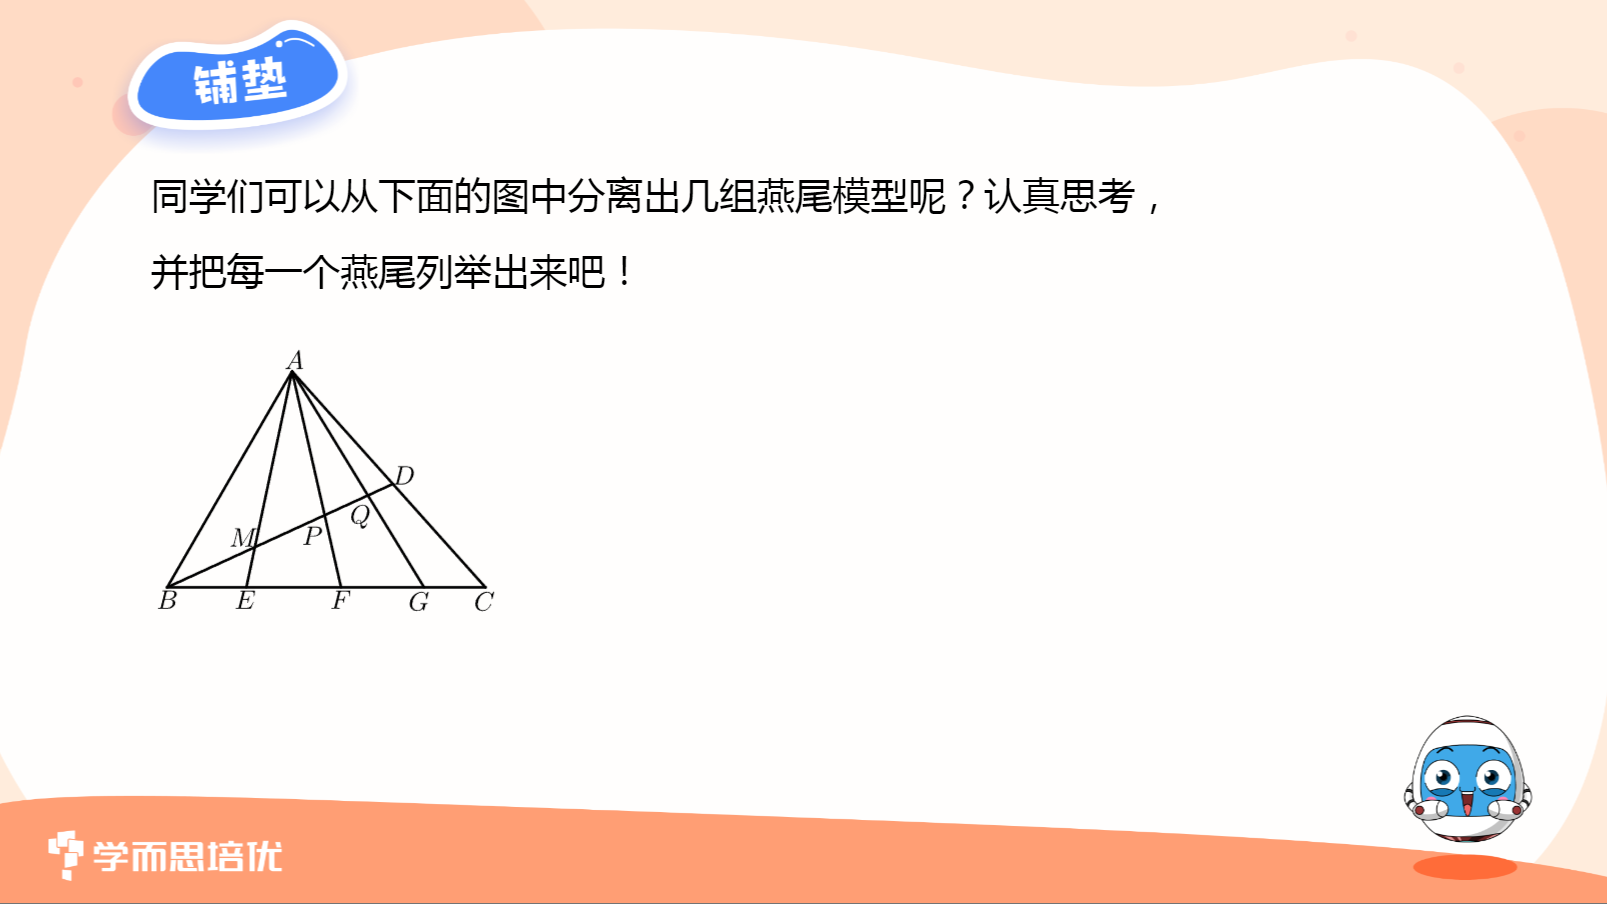 铺垫
同学们可以从下面的图中分离出几组燕尾模型呢？认真思考，
并把每一个燕尾列举出来吧！
A
D
Q
M
P
B E F G C
学而思培优